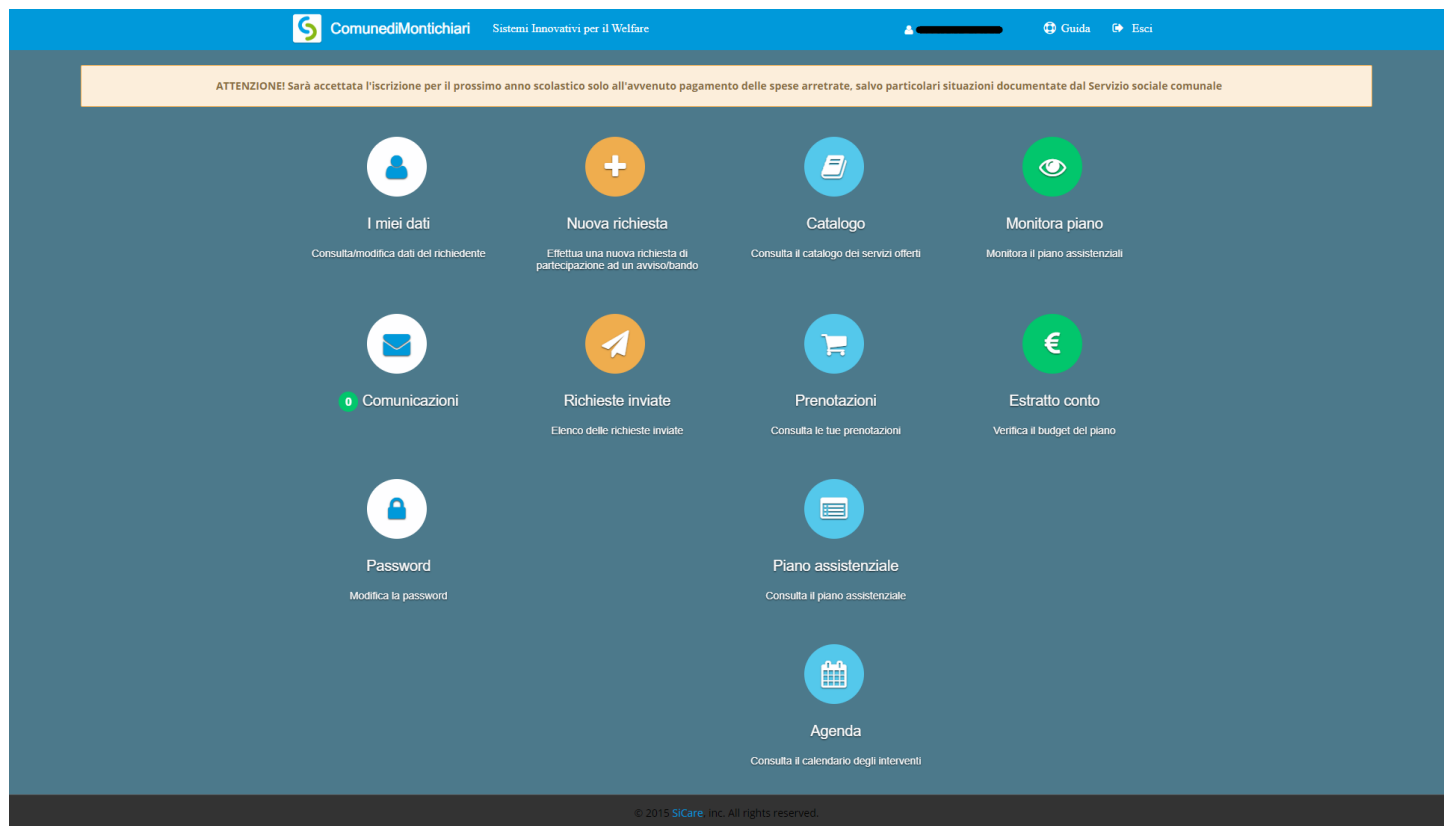 ComunediMontichiari
Sistemi Innovativi per il Welfare
Guida
Esci
ATTENZIONE! Sarà accettata l'iscrizione per il prossimo anno scolastico solo all'avvenuto pagamento delle spese arretrate, salvo particolari situazioni documentate dal Servizio sociale comunale
I miei dati
Consulta/modifica dati del richiedente
Nuova richiesta
Effettua una nuova richiesta di
partecipazione ad un avviso/bando
Catalogo
Consulta il catalogo dei servizi offerti
Monitora piano
Monitora il piano assistenziali
0 Comunicazioni
Richieste inviate
Elenco delle richieste inviate
Prenotazioni
Consulta le tue prenotazioni
Estratto conto
Verifica il budget del piano
Password
Modifica la password
Piano assistenziale
Consulta il piano assistenziale
Agenda
Consulta il calendario degli interventi
© 2015 SiCare, Inc. All rights reserved.